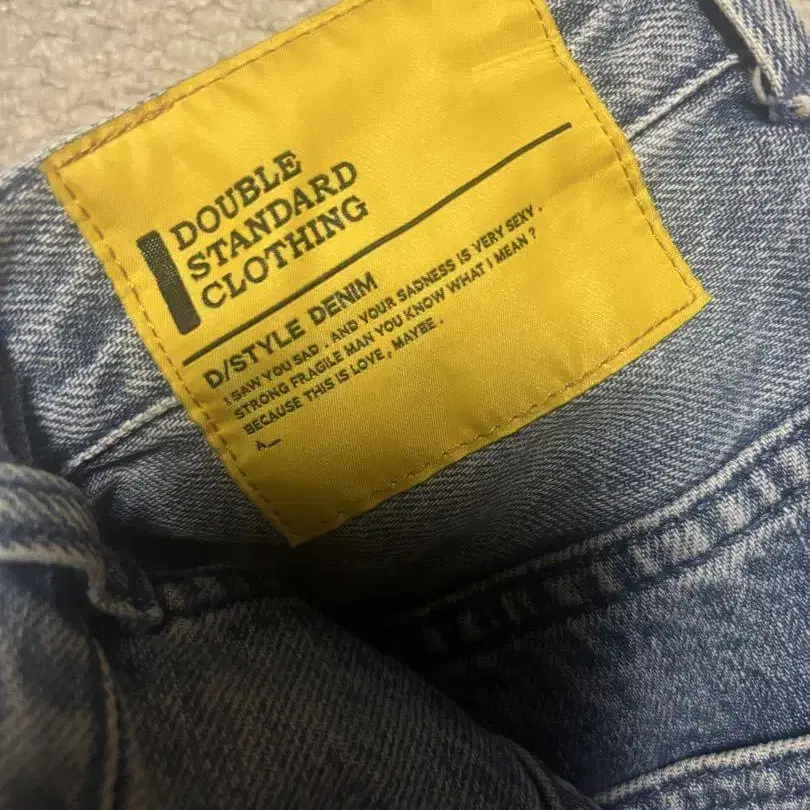 DOUBLE
STANDARD
CLOTHING
D/STYLE DENIM
I SAW YOU SAD . AND YOUR SADNESS IS VERY SEXY .
STRONG FRAGILE MAN YOU KNOW WHAT I MEAN ?
BECAUSE THIS IS LOVE , MAYBE .
A__